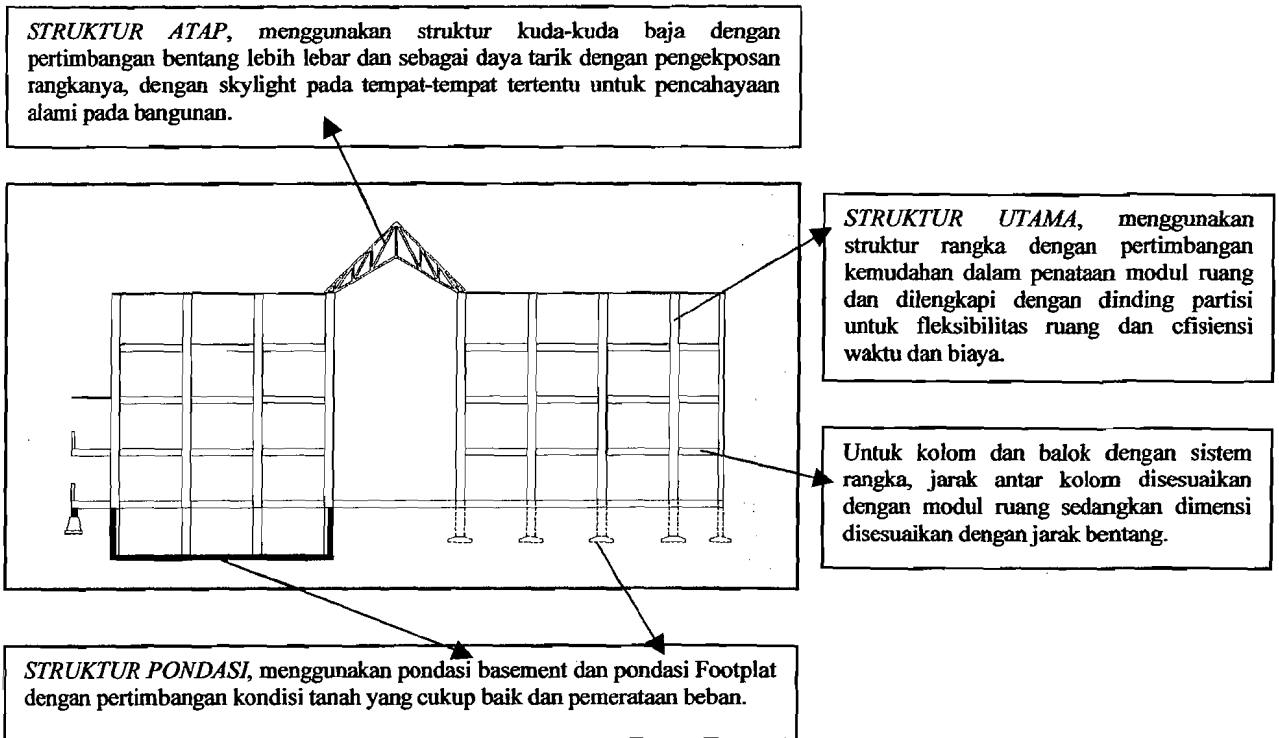 STRUKTUR ATAP, menggunakan struktur kuda-kuda baja dengan
pertimbangan bentang lebih lebar dan sebagai daya tarik dengan pengekposan
rangkanya, dengan skylight pada tempat-tempat tertentu untuk pencahayaan
alami pada bangunan.
STRUKTUR UTAMA, menggunakan
struktur rangka dengan pertimbangan
kemudahan dalam penataan modul ruang
dan dilengkapi dengan dinding partisi
untuk fleksibilitas ruang dan efisiensi
waktu dan biaya.
Untuk kolom dan balok dengan sistem
rangka, jarak antar kolom disesuaikan
dengan modul ruang sedangkan dimensi
disesuaikan dengan jarak bentang.
STRUKTUR PONDASI, menggunakan pondasi basement dan pondasi Footplat
dengan pertimbangan kondisi tanah yang cukup baik dan pemerataan beban.